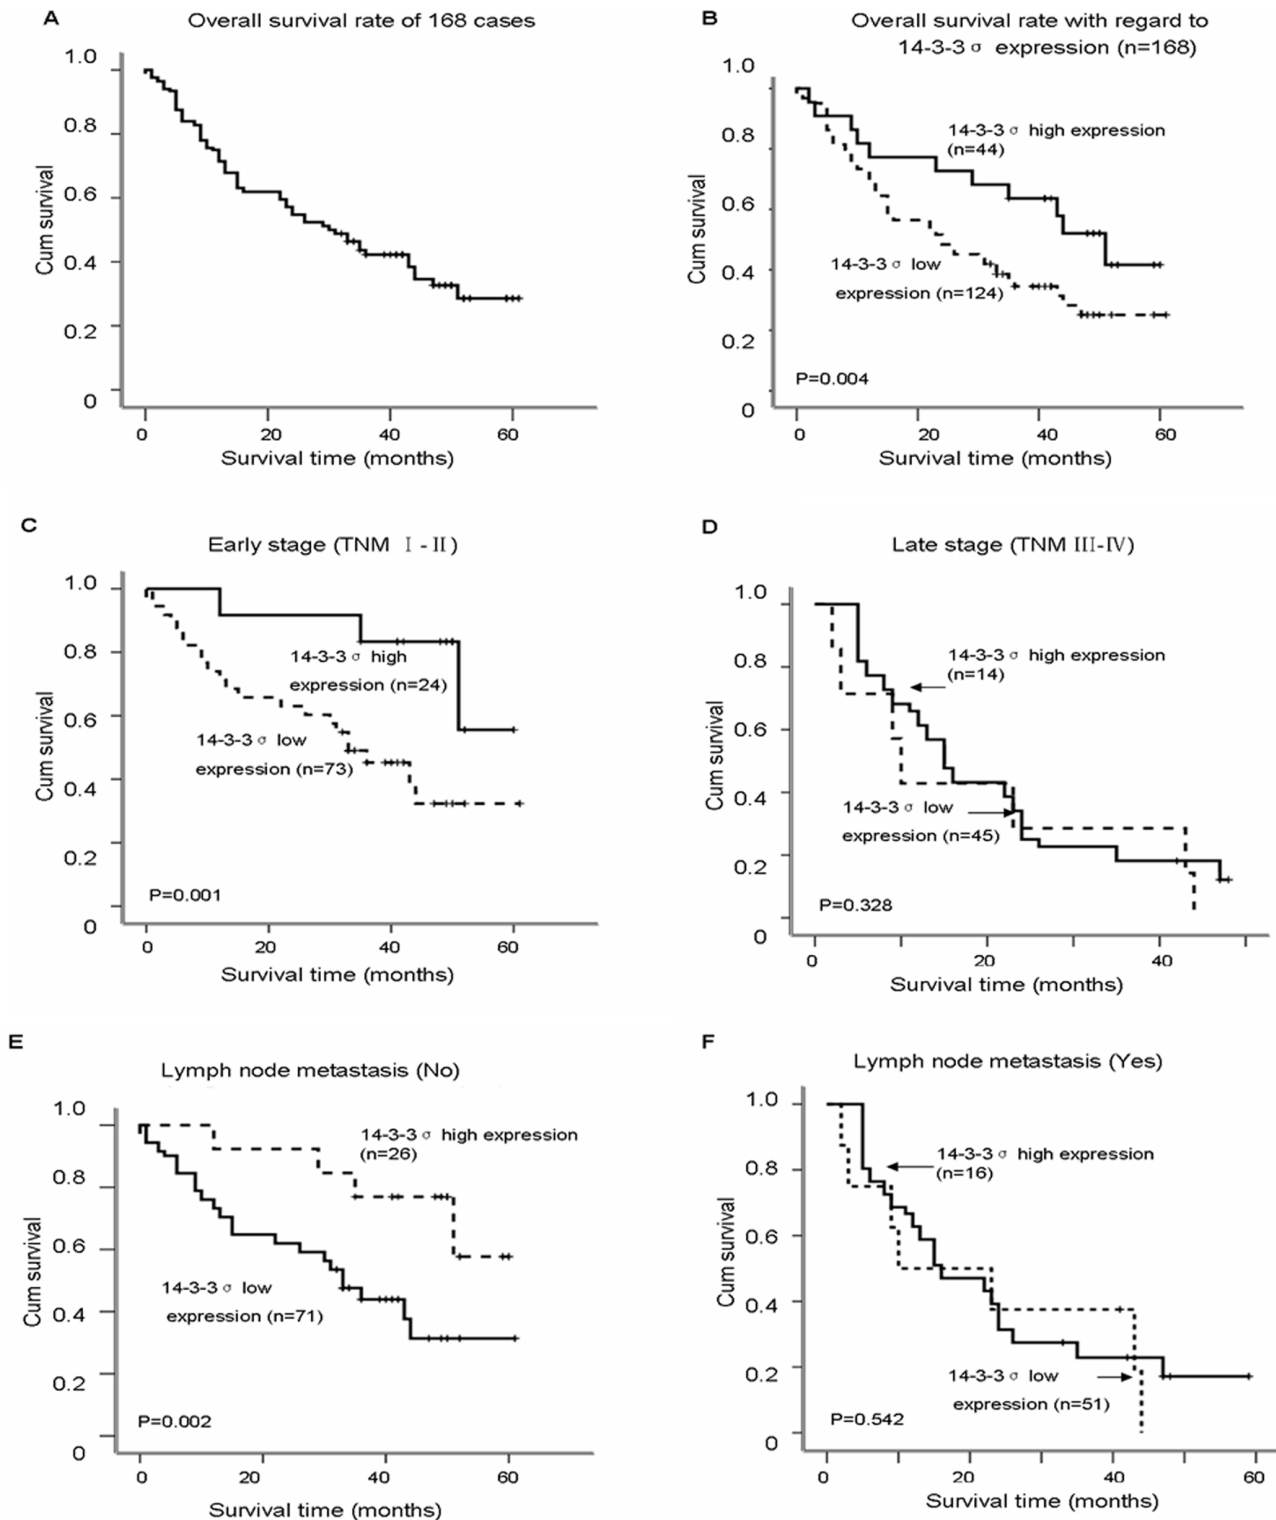 A
Overall survival rate of 168 cases
1.0
0.8
0.6
0.4
0.2
0
Cum survival
0
20
40
60
Survival time (months)
B
Overall survival rate with regard to
14-3-3σ expression (n=168)
1.0
0.8
0.6
0.4
0.2
0
Cum survival
14-3-3σ high expression
(n=44)
14-3-3σ low
expression (n=124)
P=0.004
0
20
40
60
Survival time (months)
C
Early stage (TNM Ⅰ-Ⅱ)
1.0
0.8
0.6
0.4
0.2
0
Cum survival
14-3-3σ high
expression (n=24)
14-3-3σ low
expression (n=73)
P=0.001
0
20
40
60
Survival time (months)
D
Late stage (TNM III-IV)
1.0
0.8
0.6
0.4
0.2
0
Cum survival
14-3-3σ high expression
(n=14)
14-3-3σ low
expression (n=45)
P=0.328
0
20
40
Survival time (months)
E
Lymph node metastasis (No)
1.0
0.8
0.6
0.4
0.2
0
Cum survival
14-3-3σ high expression
(n=26)
14-3-3σ low
expression (n=71)
P=0.002
0
20
40
60
Survival time (months)
F
Lymph node metastasis (Yes)
1.0
0.8
0.6
0.4
0.2
0
Cum survival
14-3-3σ high expression
(n=16)
14-3-3σ low
expression (n=51)
P=0.542
0
20
40
60
Survival time (months)